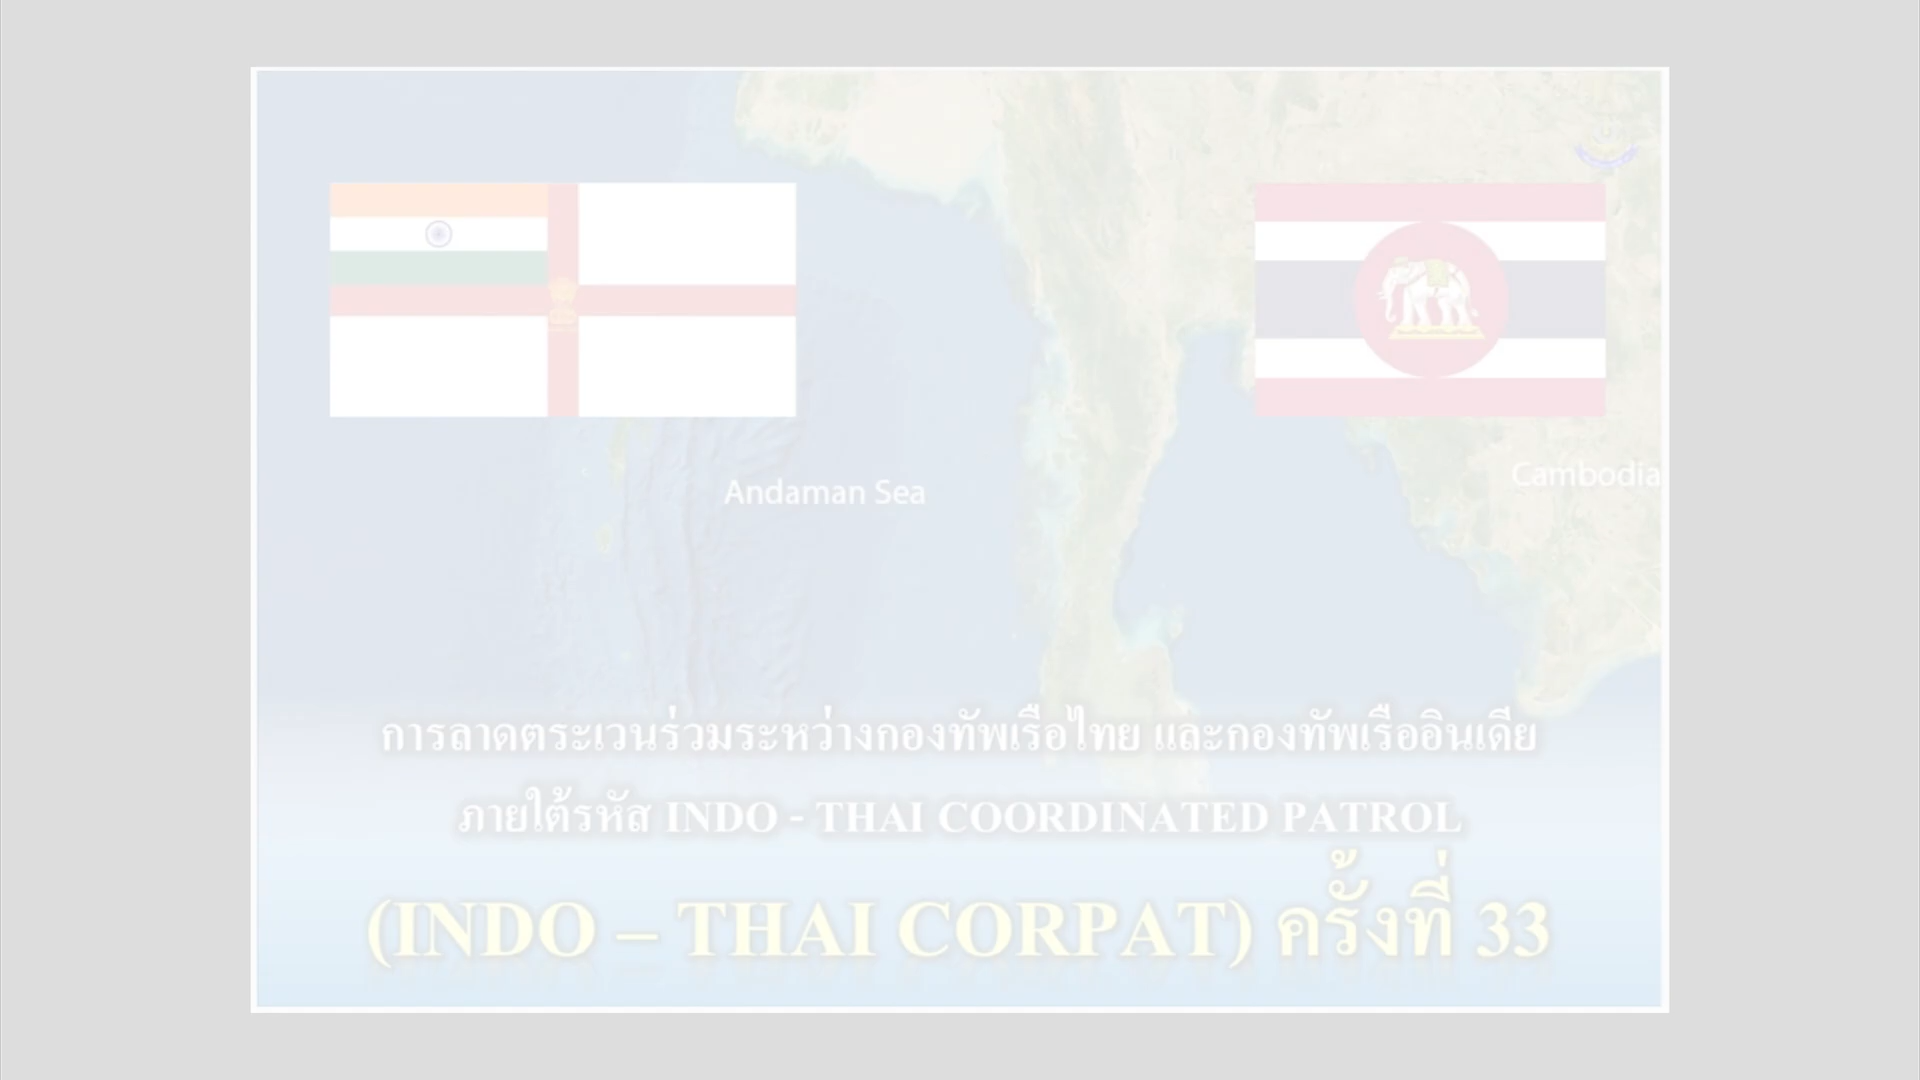 Andaman Sea
Cambodia
การลาดตระเวนร่วมระหว่างกองทัพเรือไทย และกองทัพเรืออินเดีย
ภายใต้รหัส INDO - THAI COORDINATED PATROL
(INDO – THAI CORPAT) ครั้งที่ 33